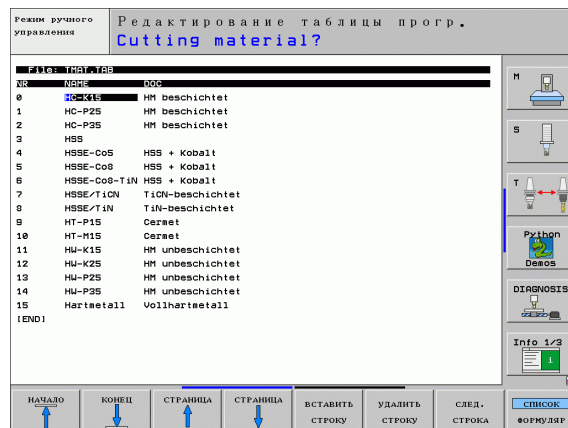 Режим ручного
управления
Редактирование таблицы прогр.
Cutting material?
File: TMAT.TAB
NR NAME DOC
0 HC-K15 HM beschichtet
1 HC-P25 HM beschichtet
2 HC-P35 HM beschichtet
3 HSS
4 HSSE-Co5 HSS + Kobalt
5 HSSE-Co8 HSS + Kobalt
6 HSSE-Co8-TiN HSS + Kobalt
7 HSSE/TiCN TiCN-beschichtet
8 HSSE/TiN TiN-beschichtet
9 HT-P15 Cermet
10 HT-M15 Cermet
11 HW-K15 HM unbeschichtet
12 HW-K25 HM unbeschichtet
13 HW-P25 HM unbeschichtet
14 HW-P35 HM unbeschichtet
15 Hartmetall Vollhartmetall
[END]
M
S
T
Python
Demos
DIAGNOSIS
Info 1/3
i
НАЧАЛО
КОНЕЦ
СТРАНИЦА
СТРАНИЦА
ВСТАВИТЬ
СТРОКУ
УДАЛИТЬ
СТРОКУ
СЛЕД.
СТРОКА
СПИСОК
ФОРМУЛЯР